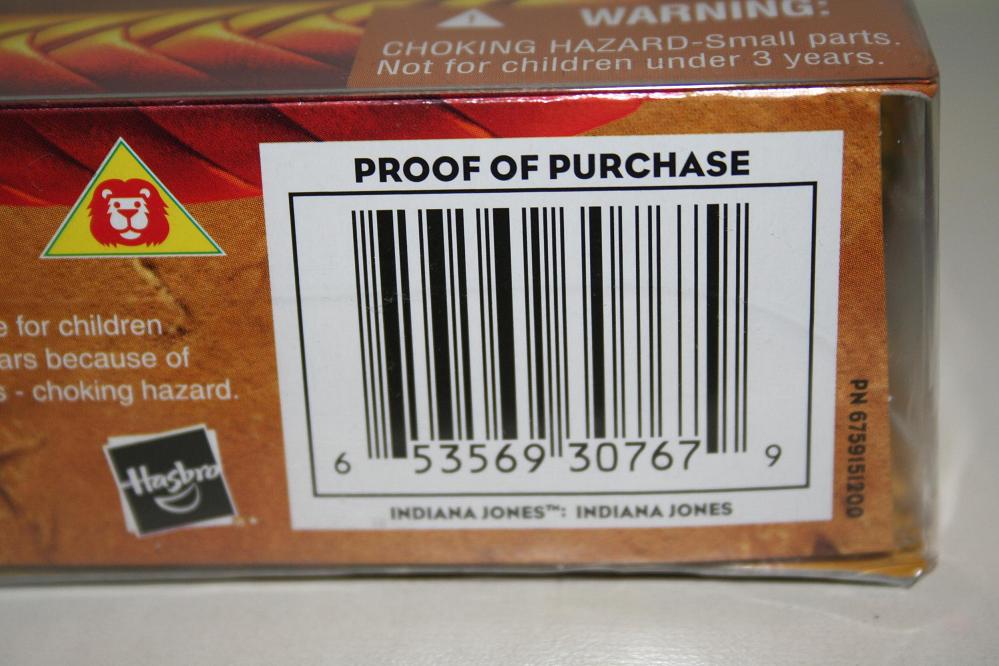 WARNING:
CHOKING HAZARD-Small parts.
Not for children under 3 years.
PROOF OF PURCHASE
e for children
ars because of
s - choking hazard.
Hasbro
6 53569 30767 9
INDIANA JONES™: INDIANA JONES
PN 6759151200